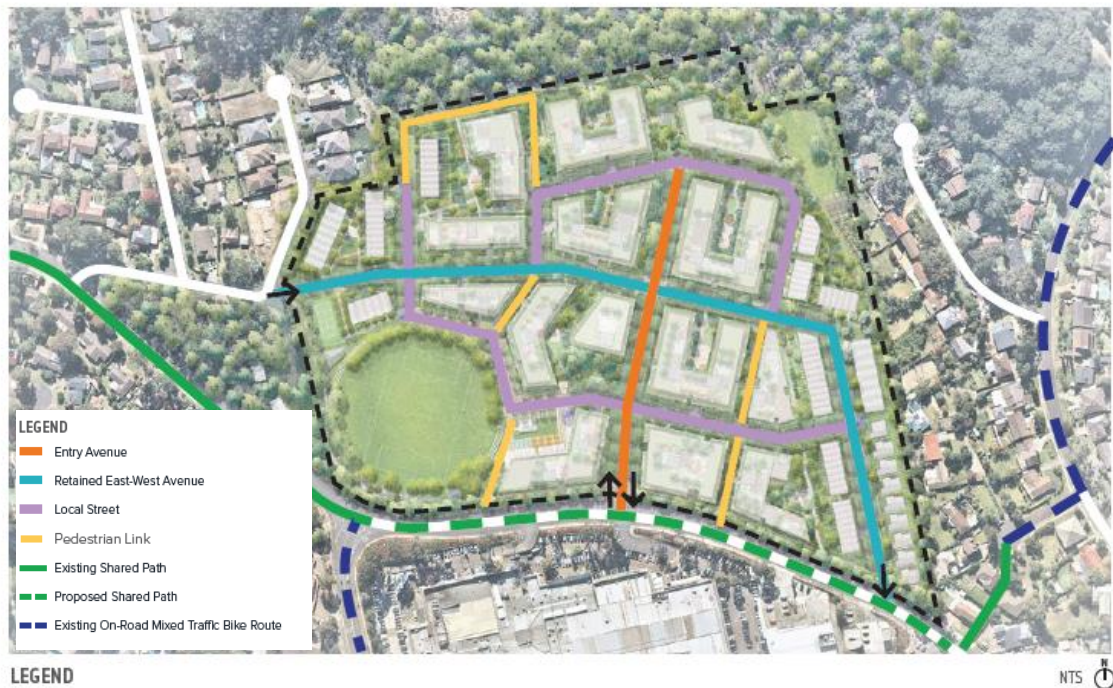 LEGEND
Entry Avenue
Retained East-West Avenue
Local Street
Pedestrian Link
Existing Shared Path
Proposed Shared Path
Existing On-Road Mixed Traffic Bike Route
LEGEND
NTS
N